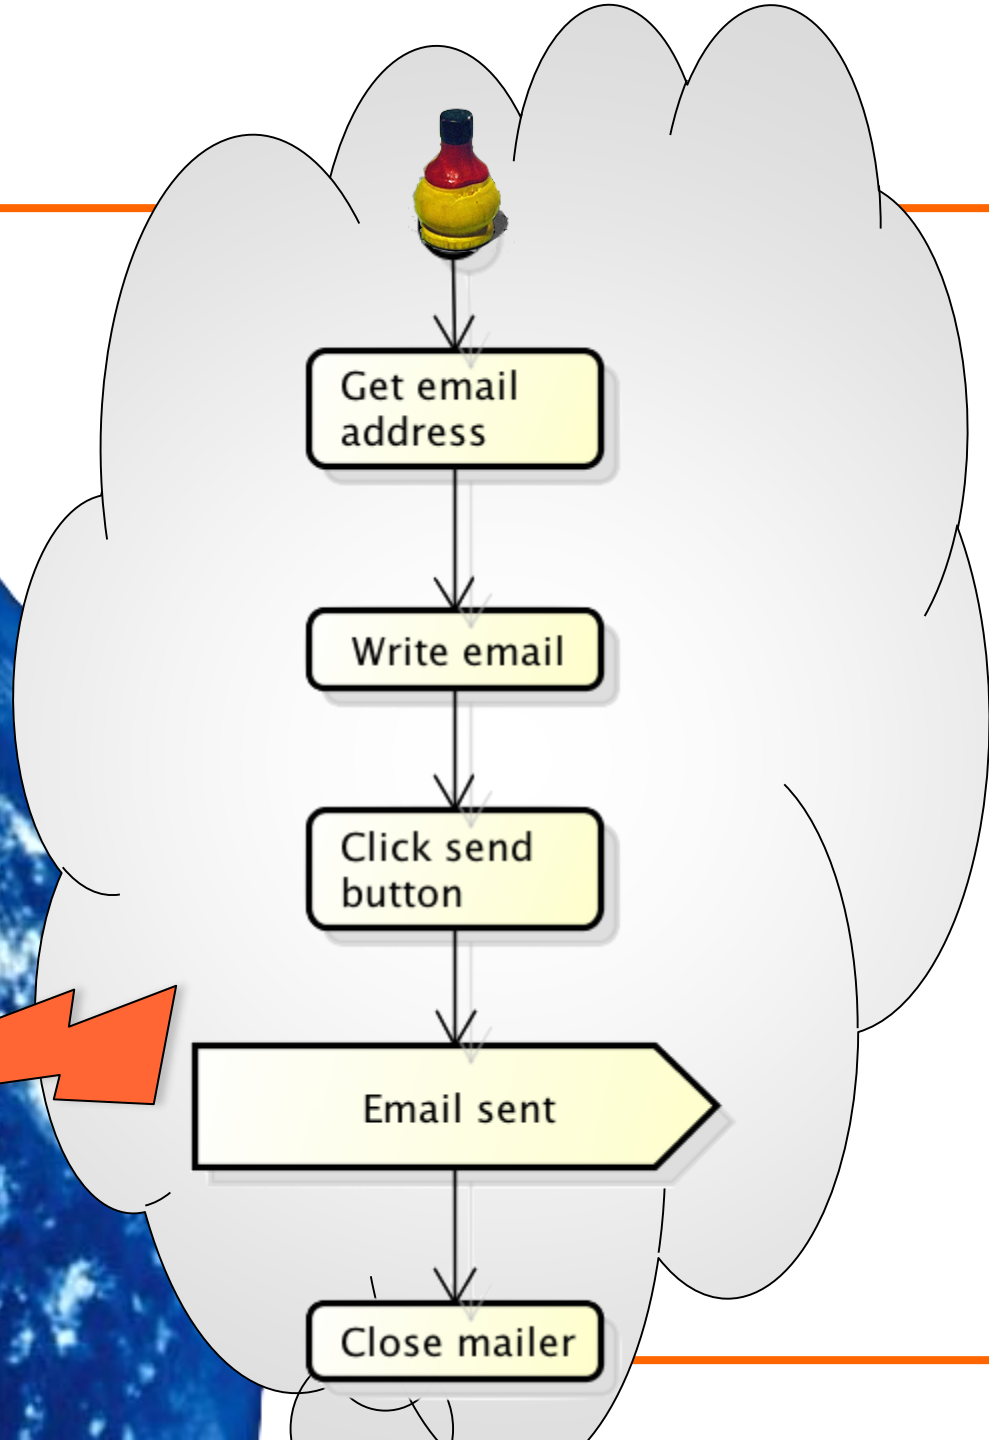 Get email
address
Write email
Click send
button
Email sent
Close mailer